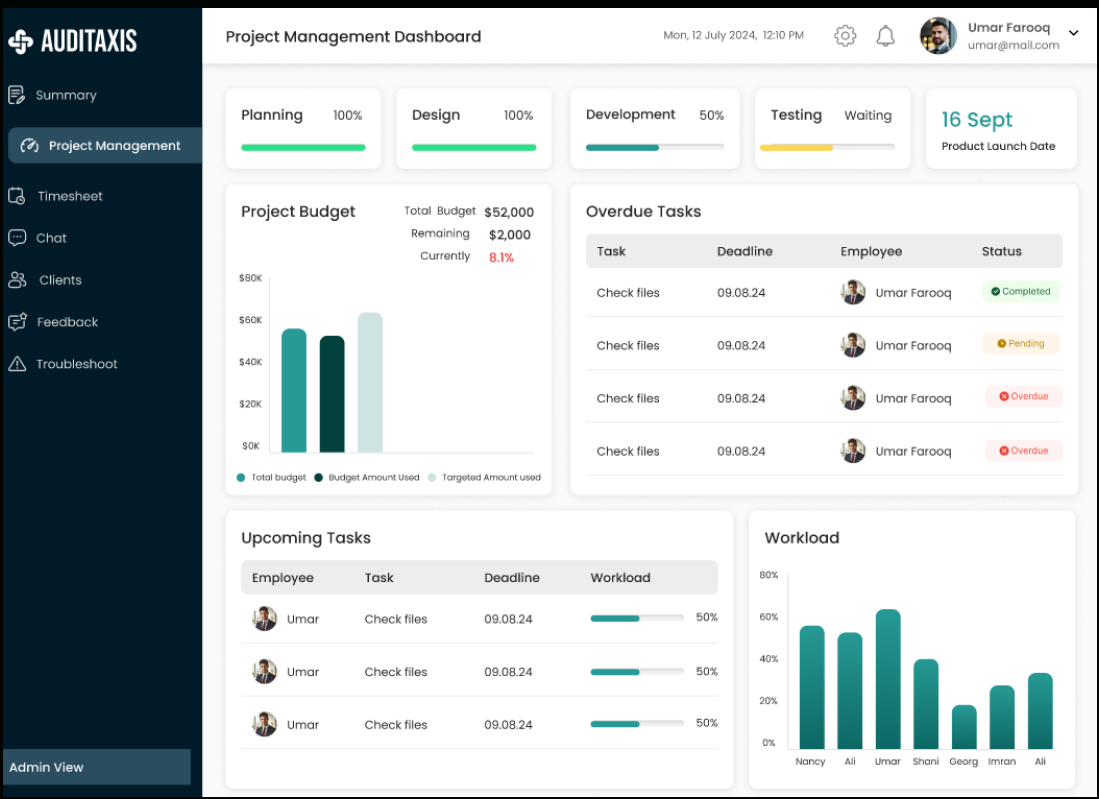 AUDITAXIS
Summary
Project Management
Timesheet
Chat
Clients
Feedback
Troubleshoot
Admin View
Project Management Dashboard
Mon, 12 July 2024, 12:10 PM
Umar Farooq
umar@mail.com
Planning 100%
Design 100%
Development 50%
Testing Waiting
16 Sept
Product Launch Date
Project Budget
Total Budget $52,000
Remaining $2,000
Currently 8.1%
$80K
$60K
$40K
$20K
$0K
Total budget Budget Amount Used Targeted Amount used
Overdue Tasks
Task Deadline Employee Status
Check files 09.08.24 Umar Farooq Completed
Check files 09.08.24 Umar Farooq Pending
Check files 09.08.24 Umar Farooq Overdue
Check files 09.08.24 Umar Farooq Overdue
Upcoming Tasks
Employee Task Deadline Workload
Umar Check files 09.08.24 50%
Umar Check files 09.08.24 50%
Umar Check files 09.08.24 50%
Workload
80%
60%
40%
20%
0%
Nancy Ali Umar Shani Georg Imran Ali